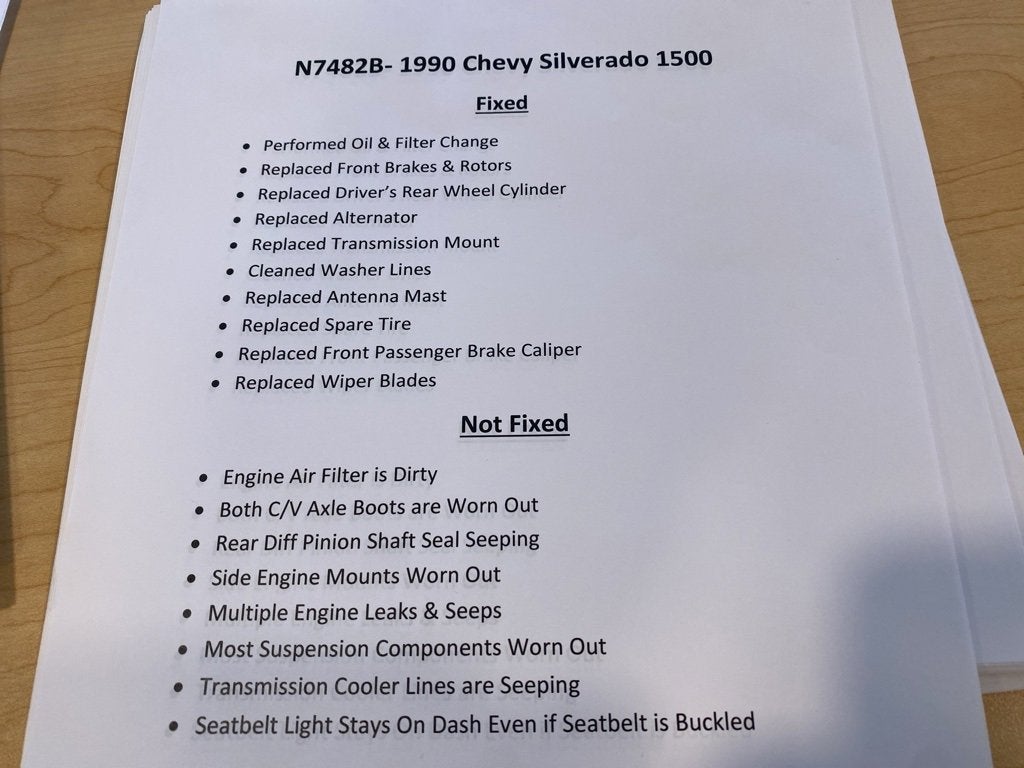 N7482B- 1990 Chevy Silverado 1500
Fixed
• Performed Oil & Filter Change
• Replaced Front Brakes & Rotors
• Replaced Driver's Rear Wheel Cylinder
• Replaced Alternator
• Replaced Transmission Mount
• Cleaned Washer Lines
• Replaced Antenna Mast
• Replaced Spare Tire
• Replaced Front Passenger Brake Caliper
• Replaced Wiper Blades
Not Fixed
• Engine Air Filter is Dirty
• Both C/V Axle Boots are Worn Out
• Rear Diff Pinion Shaft Seal Seeping
• Side Engine Mounts Worn Out
• Multiple Engine Leaks & Seeps
• Most Suspension Components Worn Out
• Transmission Cooler Lines are Seeping
• Seatbelt Light Stays On Dash Even if Seatbelt is Buckled